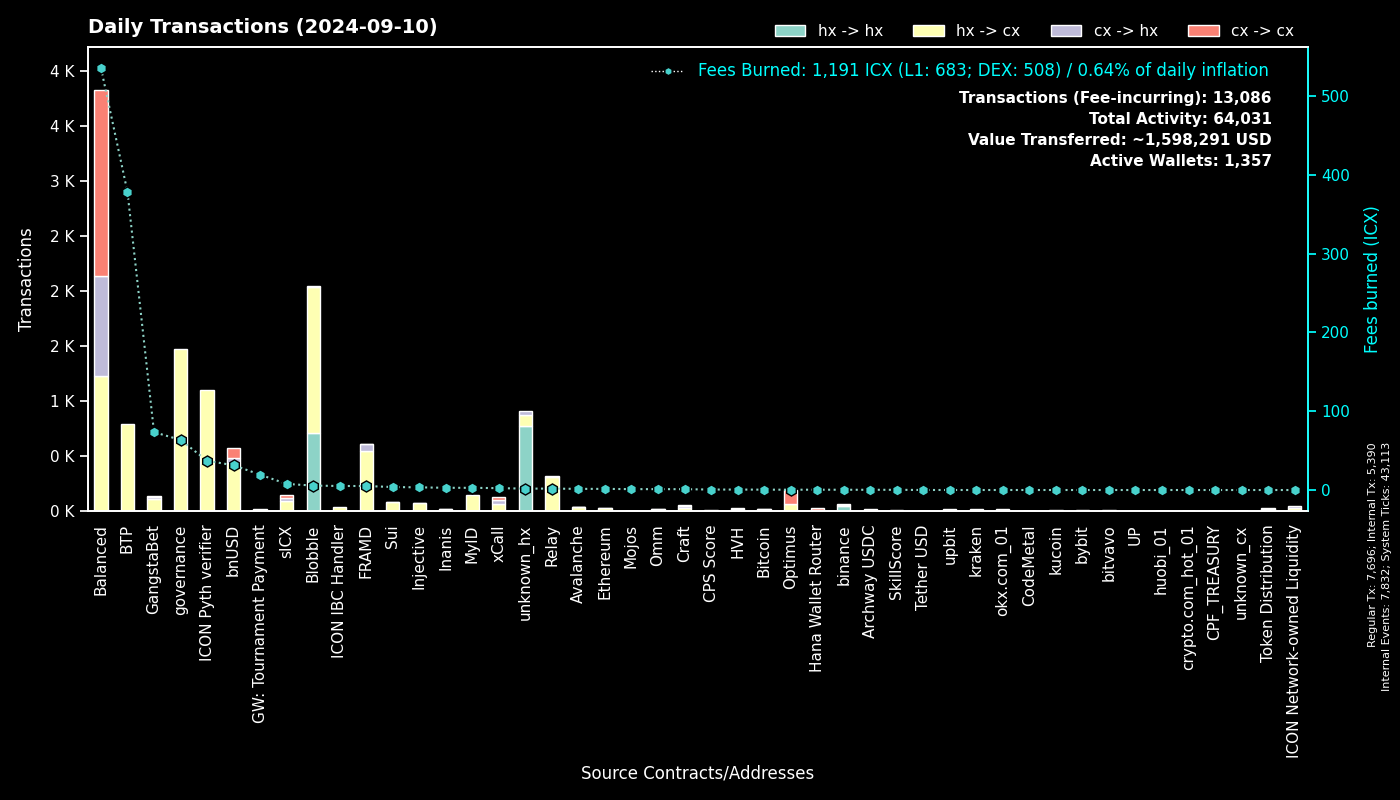 Daily Transactions (2024-09-10)
hx -> hx
hx -> cx
cx -> hx
cx -> cx
Fees Burned: 1,191 ICX (L1: 683; DEX: 508) / 0.64% of daily inflation
Transactions (Fee-incurring): 13,086
Total Activity: 64,031
Value Transferred: ~1,598,291 USD
Active Wallets: 1,357
Transactions
4 K
4 K
3 K
2 K
2 K
2 K
1 K
0 K
0 K
500
400
300
200
100
0
Fees burned (ICX)
Regular Tx: 7,696; Internal Tx: 5,390
Internal Events: 7,832; System Ticks: 43,113
Balanced
BTP
GangstaBet
governance
ICON Pyth verifier
bnUSD
GW: Tournament Payment
sICX
Blobble
ICON IBC Handler
FRAMD
Sui
Injective
Inanis
MyID
xCall
unknown_hx
Relay
Avalanche
Ethereum
Mojos
Omm
Craft
CPS Score
HVH
Bitcoin
Optimus
Hana Wallet Router
binance
Archway USDC
SkillScore
Tether USD
upbit
kraken
okx.com_01
CodeMetal
kucoin
bybit
bitvavo
UP
huobi_01
crypto.com_hot_01
CPF_TREASURY
unknown_cx
Token Distribution
ICON Network-owned Liquidity
Source Contracts/Addresses